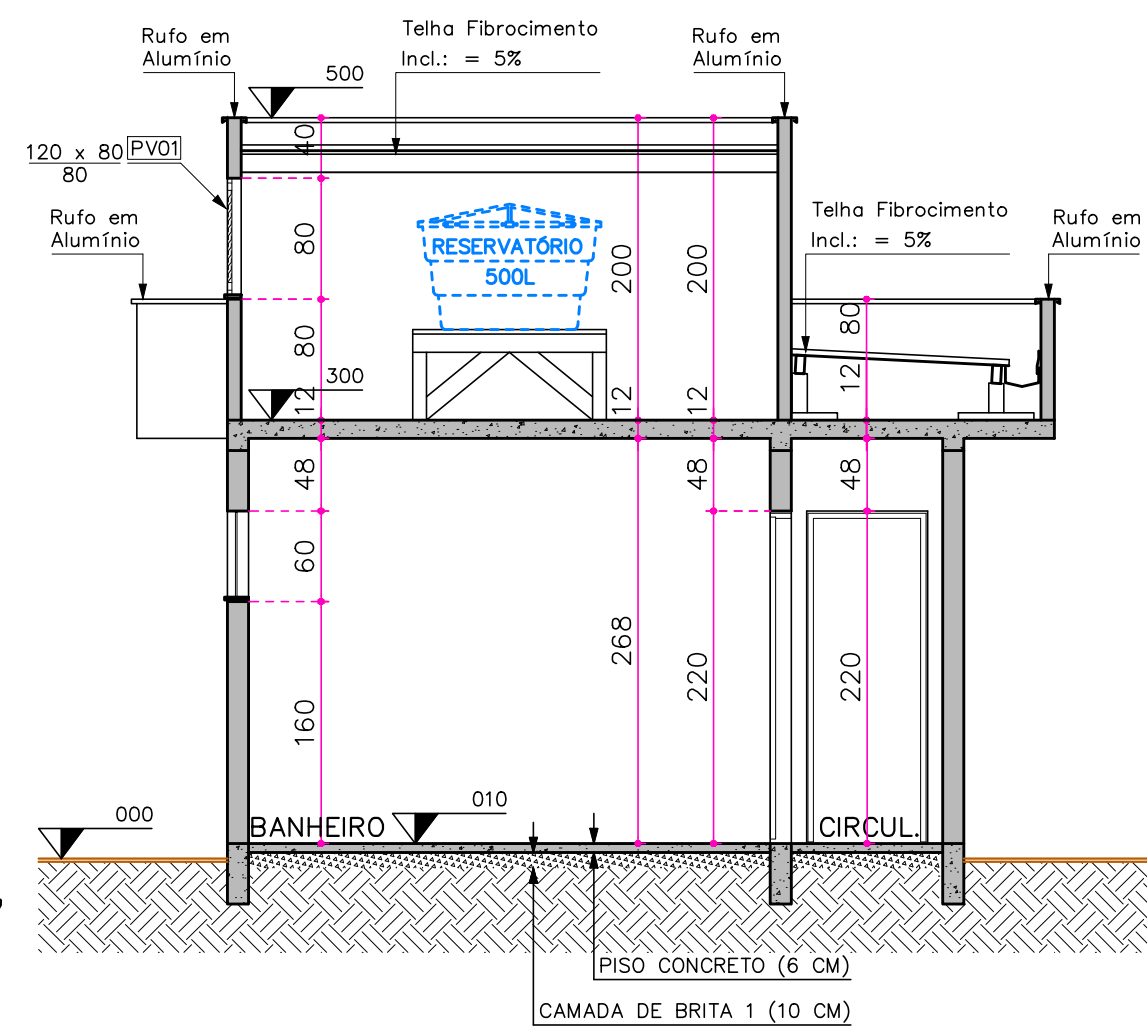 Telha Fibrocimento
Incl.: = 5%
Rufo em
Alumínio
Rufo em
Alumínio
500
40
120 x 80
80
PV01
80
Rufo em
Alumínio
RESERVATÓRIO
500L
200
200
Telha Fibrocimento
Incl.: = 5%
Rufo em
Alumínio
80
80
300
12
12
12
12
48
48
48
60
268
160
220
220
000
BANHEIRO
010
CIRCUL.
PISO CONCRETO (6 CM)
CAMADA DE BRITA 1 (10 CM)